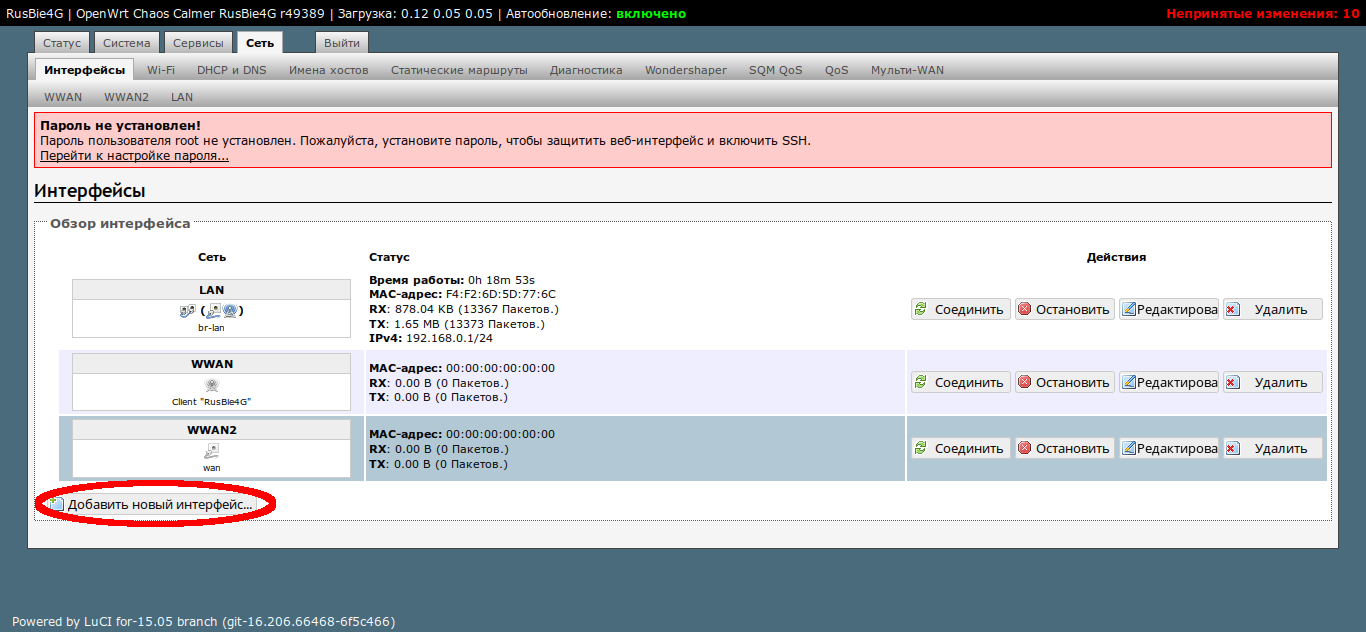 RusBie4G | OpenWrt Chaos Calmer RusBie4G r49389 | Загрузка: 0.12 0.05 0.05 | Автообновление: включено
Непринятые изменения: 10
Статус Система Сервисы Сеть Выйти
Интерфейсы Wi-Fi DHCP и DNS Имена хостов Статические маршруты Диагностика Wondershaper SQM QoS QoS Мульти-WAN
WWAN WWAN2 LAN
Пароль не установлен!
Пароль пользователя root не установлен. Пожалуйста, установите пароль, чтобы защитить веб-интерфейс и включить SSH.
Перейти к настройке пароля...
Интерфейсы
Обзор интерфейса
Сеть Статус Действия
LAN
( )
br-lan
Время работы: 0h 18m 53s
MAC-адрес: F4:F2:6D:5D:77:6C
RX: 878.04 KB (13367 Пакетов.)
TX: 1.65 MB (13373 Пакетов.)
IPv4: 192.168.0.1/24
Соединить Остановить Редактирова Удалить
WWAN
Client "RusBie4G"
MAC-адрес: 00:00:00:00:00:00
RX: 0.00 B (0 Пакетов.)
TX: 0.00 B (0 Пакетов.)
Соединить Остановить Редактирова Удалить
WWAN2
wan
MAC-адрес: 00:00:00:00:00:00
RX: 0.00 B (0 Пакетов.)
TX: 0.00 B (0 Пакетов.)
Соединить Остановить Редактирова Удалить
Добавить новый интерфейс...
Powered by LuCI for-15.05 branch (git-16.206.66468-6f5c466)